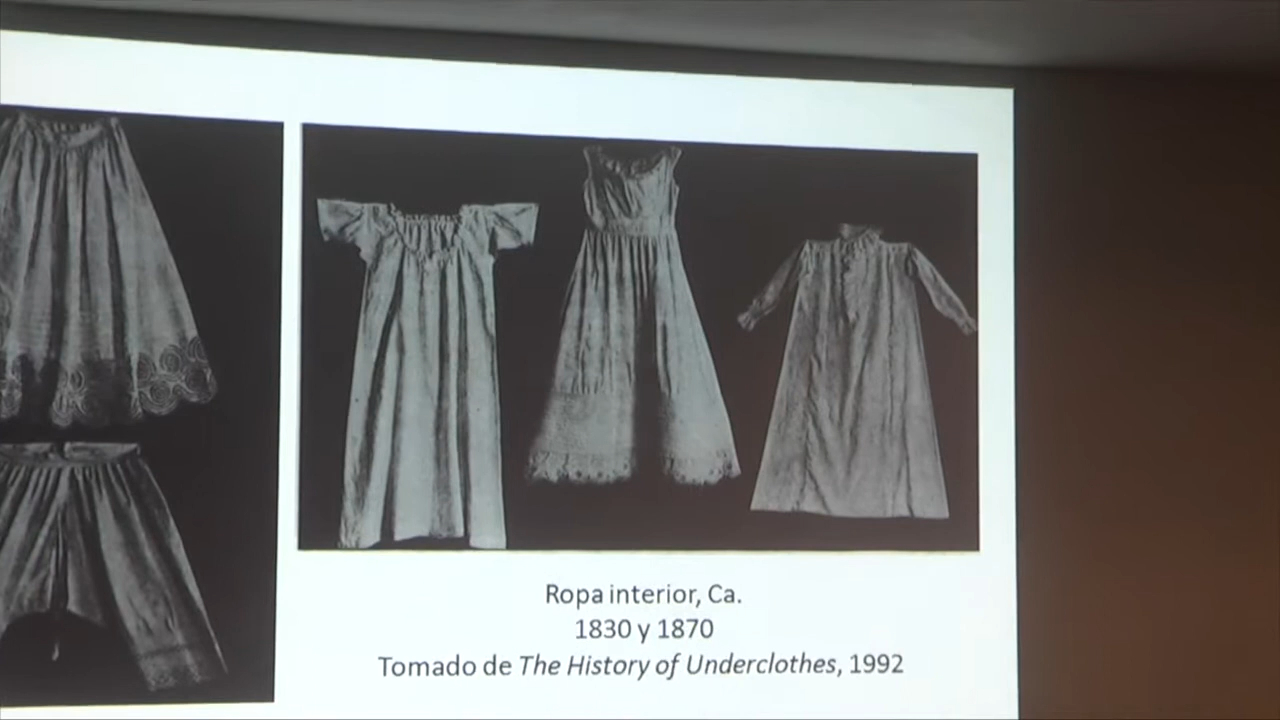 Ropa interior, Ca.
1830 y 1870
Tomado de The History of Underclothes, 1992